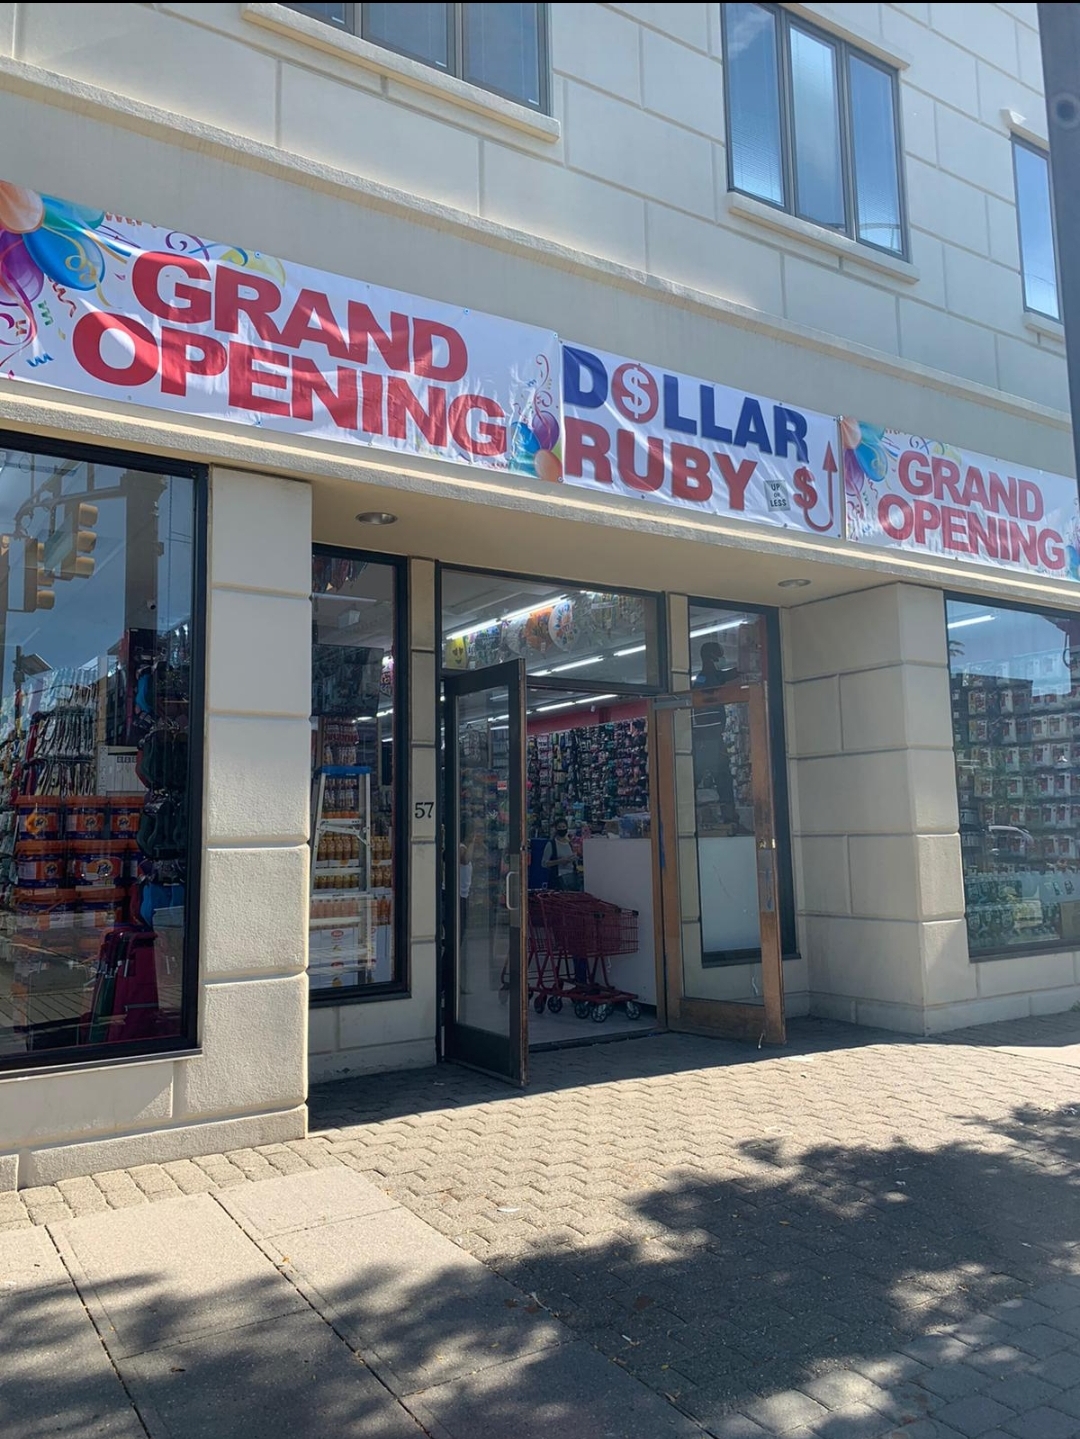 GRAND
OPENING
D$LLAR
RUBY
UP
OR
LESS
$
GRAND
OPENING
57